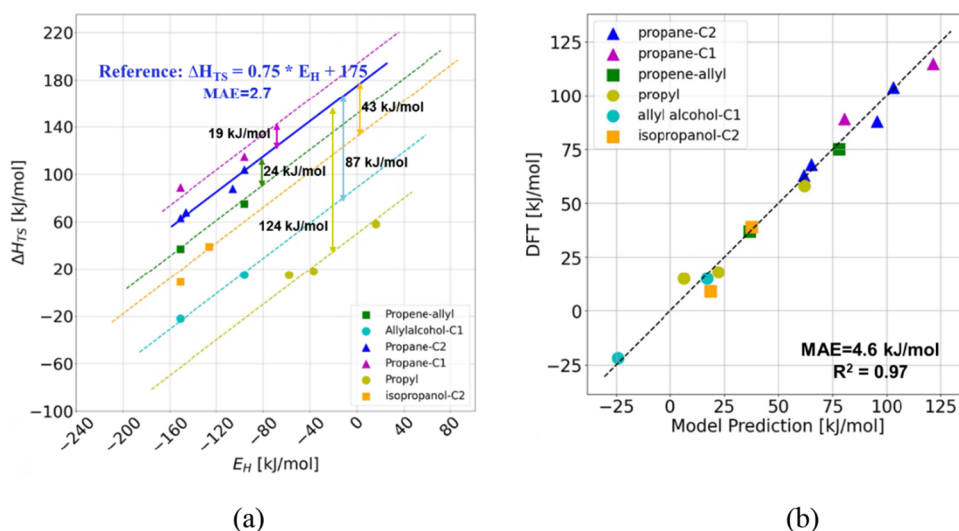 220
180
140
100
60
20
−20
−60
−100
ΔH_TS [kJ/mol]
Reference: ΔH_TS = 0.75 * E_H + 175
MAE=2.7
19 kJ/mol
24 kJ/mol
124 kJ/mol
43 kJ/mol
87 kJ/mol
Propene-allyl
Allylalcohol-C1
Propane-C2
Propane-C1
Propyl
isopropanol-C2
−240 −200 −160 −120 −80 −40 0 40 80
E_H [kJ/mol]
(a)
125
100
75
50
25
0
−25
DFT [kJ/mol]
propane-C2
propane-C1
propene-allyl
propyl
allyl alcohol-C1
isopropanol-C2
MAE=4.6 kJ/mol
R² = 0.97
−25 0 25 50 75 100 125
Model Prediction [kJ/mol]
(b)